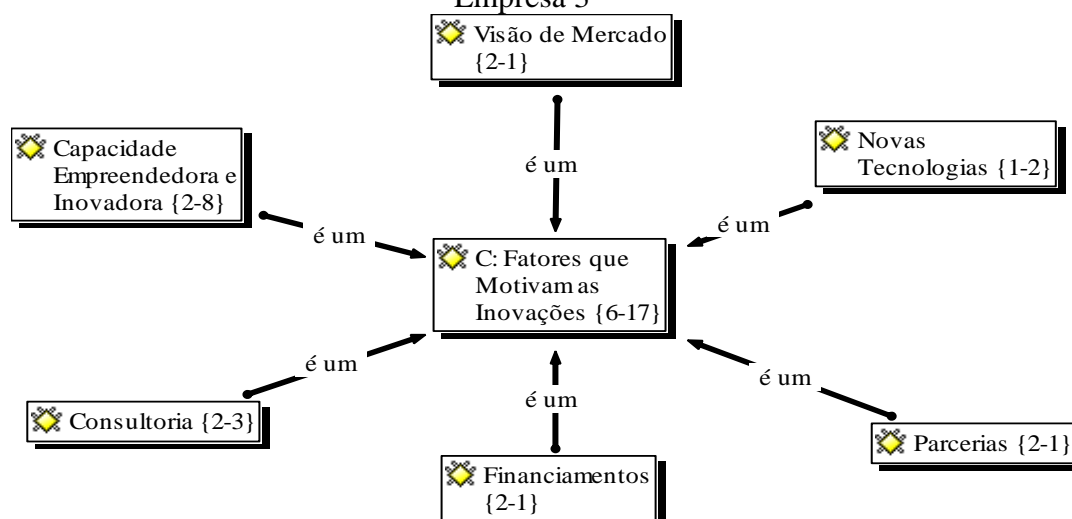 Empresa 3
Visão de Mercado
{2-1}
Capacidade
Empreendedora e
Inovadora {2-8}
Novas
Tecnologias {1-2}
é um
é um
é um
C: Fatores que
Motivam as
Inovações {6-17}
é um
é um
é um
Consultoria {2-3}
Financiamentos
{2-1}
Parcerias {2-1}